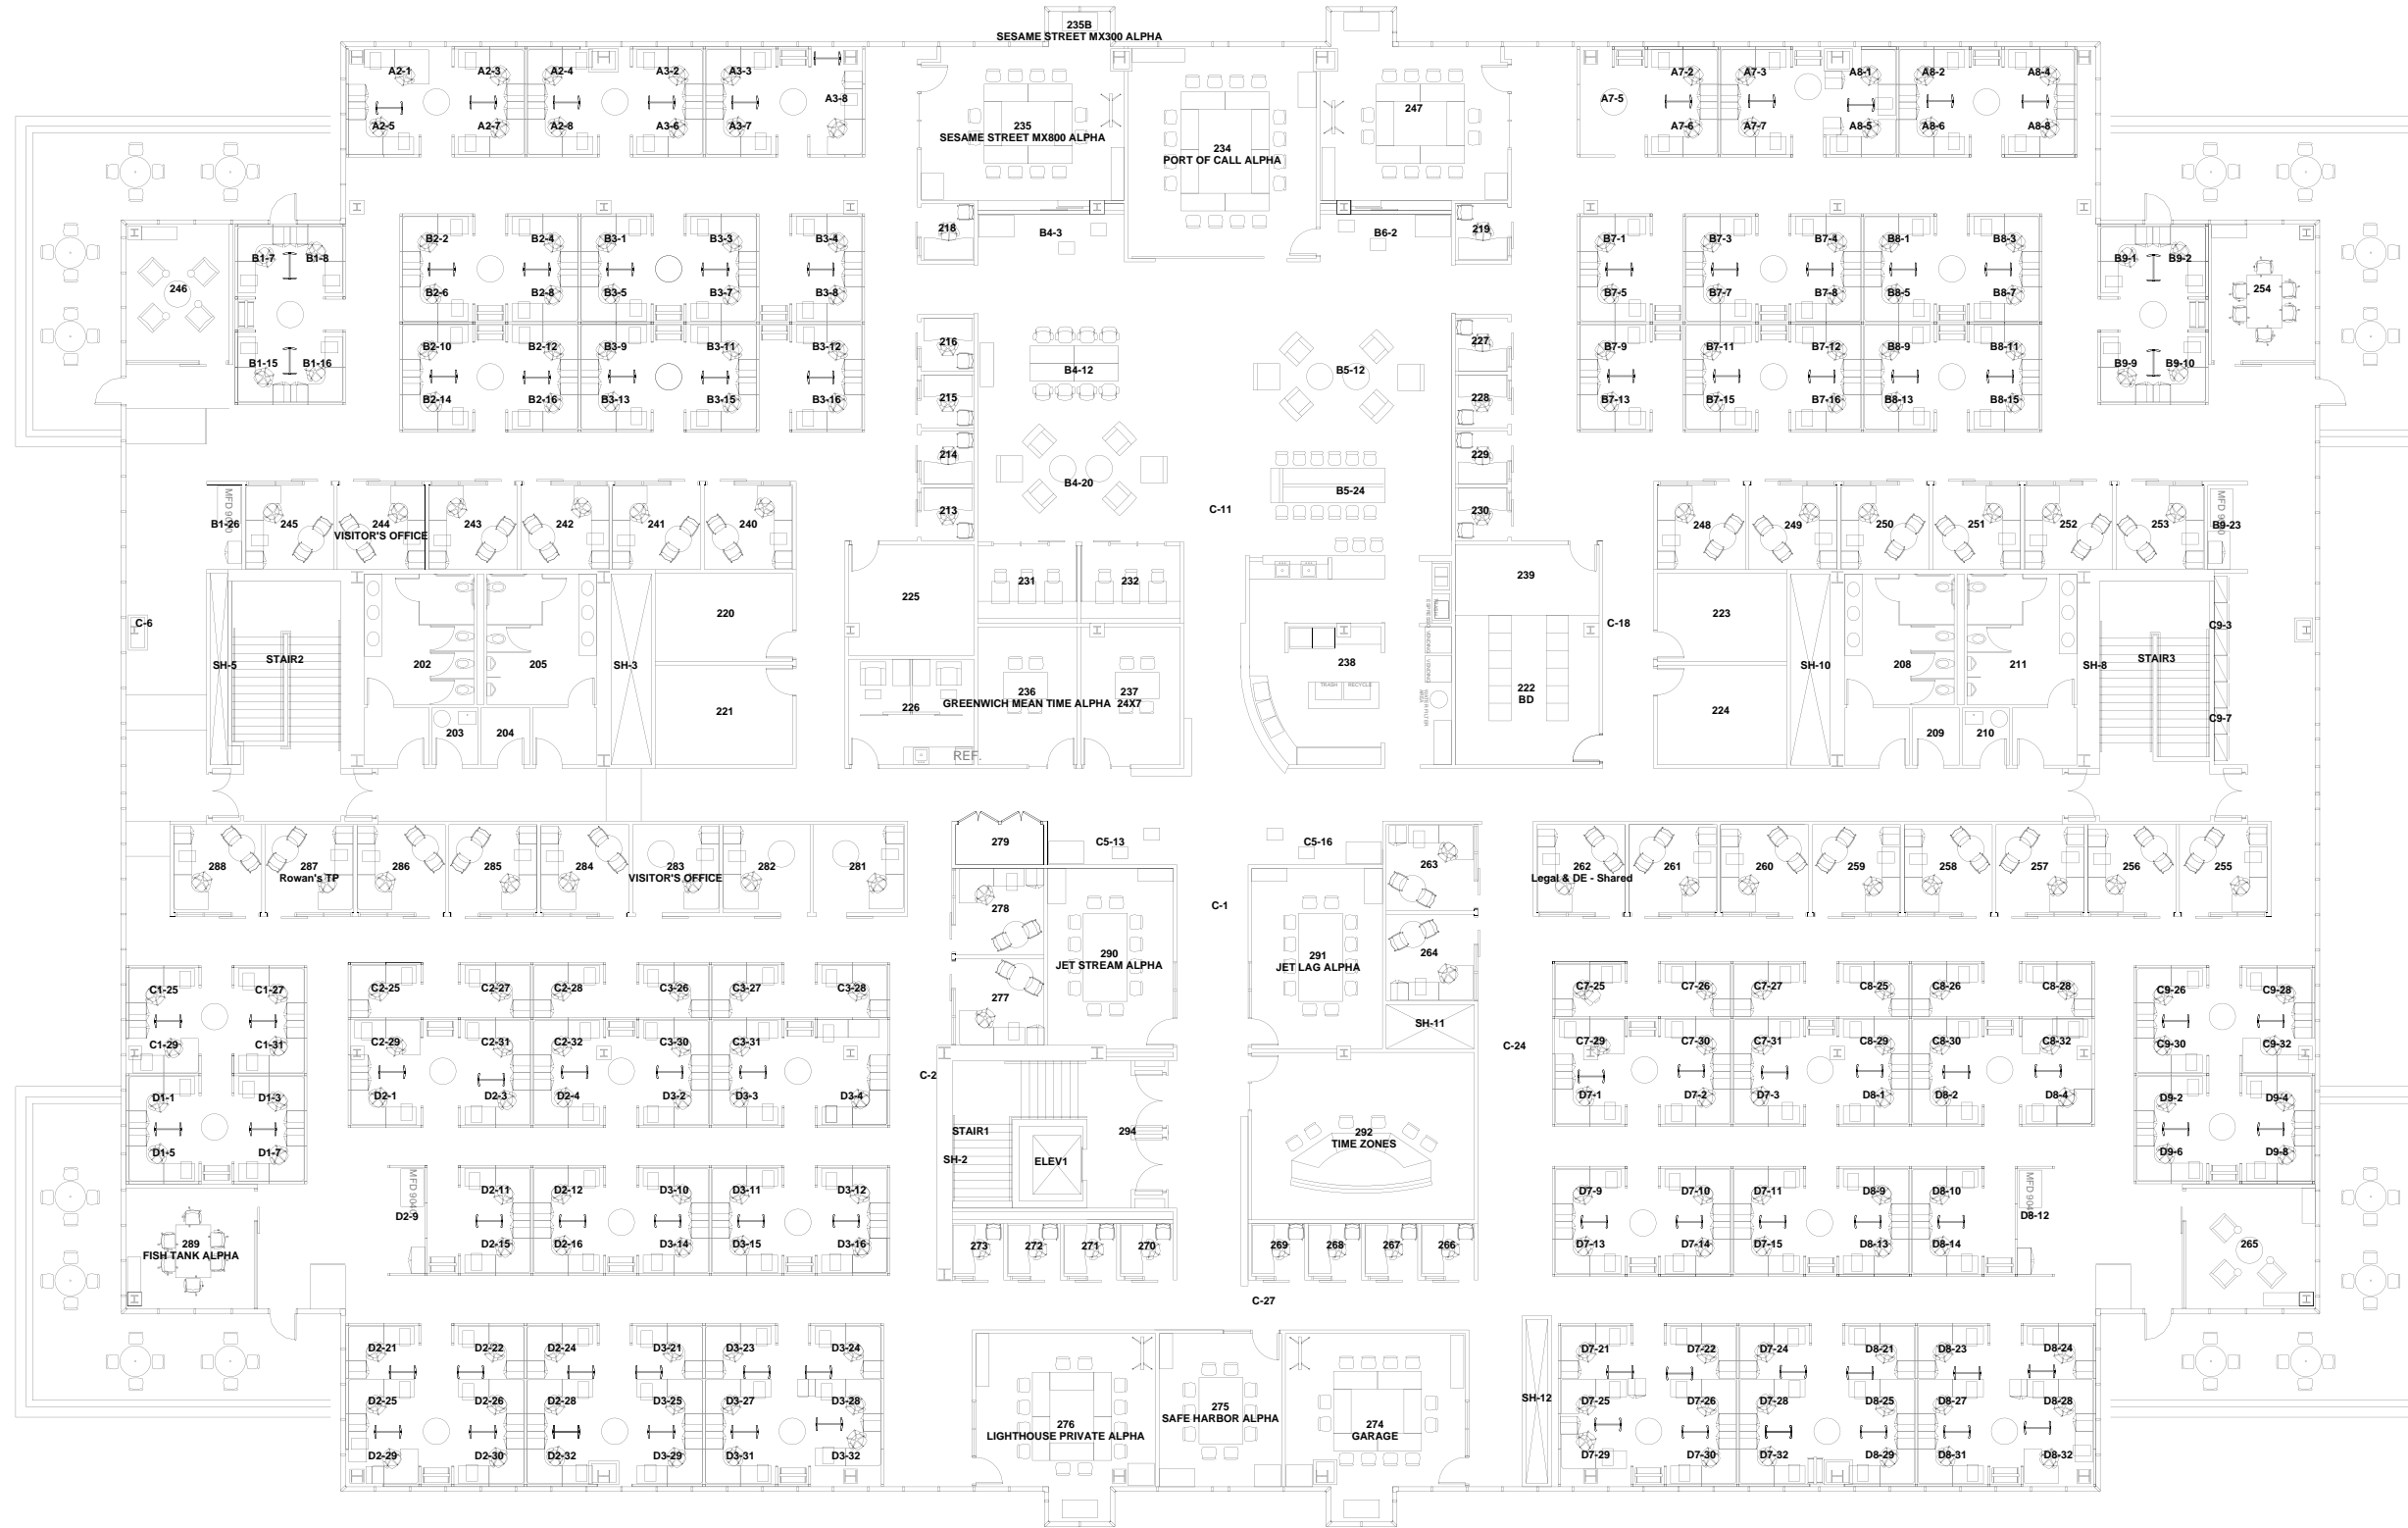 235B
SESAME STREET MX300 ALPHA
A2-1
A2-3
A2-4
A3-2
A3-3
A7-2
A7-3
A8-1
A8-2
A8-4
A3-8
A7-5
247
A2-5
A2-7
A2-8
A3-6
A3-7
235
SESAME STREET MX800 ALPHA
234
PORT OF CALL ALPHA
A7-6
A7-7
A8-5
A8-6
A8-8
218
B4-3
B6-2
219
B2-2
B2-4
B3-1
B3-3
B3-4
B7-1
B7-3
B7-4
B8-1
B8-3
B1-7
B1-8
B9-1
B9-2
246
254
B2-6
B2-8
B3-5
B3-7
B3-8
B7-5
B7-7
B7-8
B8-5
B8-7
216
227
B2-10
B2-12
B3-9
B3-11
B3-12
B7-9
B7-11
B7-12
B8-9
B8-11
B1-15
B1-16
B4-12
B5-12
B9-9
B9-10
215
228
B2-14
B2-16
B3-13
B3-15
B3-16
B7-13
B7-15
B7-16
B8-13
B8-15
214
229
B4-20
B5-24
213
C-11
230
B1-26
245
244
VISITOR'S OFFICE
243
242
241
240
248
249
250
251
252
253
B9-23
231
232
239
225
220
223
C-6
C-18
C9-3
SH-5
STAIR2
202
205
SH-3
238
SH-10
208
211
SH-8
STAIR3
TRASH
RECYCLE
236
237
GREENWICH MEAN TIME ALPHA 24X7
222
BD
226
221
224
C9-7
203
204
209
210
REF.
279
C5-13
C5-16
288
287
Rowan's TP
286
285
284
283
VISITOR'S OFFICE
282
281
263
262
Legal & DE - Shared
261
260
259
258
257
256
255
278
C-1
290
JET STREAM ALPHA
291
JET LAG ALPHA
264
277
C1-25
C1-27
C2-25
C2-27
C2-28
C3-26
C3-27
C3-28
C7-25
C7-26
C7-27
C8-25
C8-26
C8-28
C9-26
C9-28
SH-11
C1-29
C1-31
C2-29
C2-31
C2-32
C3-30
C3-31
C-24
C7-29
C7-30
C7-31
C8-29
C8-30
C8-32
C9-30
C9-32
C-2
D1-1
D1-3
D2-1
D2-3
D2-4
D3-2
D3-3
D3-4
D7-1
D7-2
D7-3
D8-1
D8-2
D8-4
D9-2
D9-4
STAIR1
294
292
TIME ZONES
D1-5
D1-7
SH-2
ELEV1
D9-6
D9-8
D2-11
D2-12
D3-10
D3-11
D3-12
D7-9
D7-10
D7-11
D8-9
D8-10
D2-9
D8-12
289
FISH TANK ALPHA
D2-15
D2-16
D3-14
D3-15
D3-16
273
272
271
270
269
268
267
266
D7-13
D7-14
D7-15
D8-13
D8-14
265
C-27
D2-21
D2-22
D2-24
D3-21
D3-23
D3-24
D7-21
D7-22
D7-24
D8-21
D8-23
D8-24
D2-25
D2-26
D2-28
D3-25
D3-27
D3-28
SH-12
D7-25
D7-26
D7-28
D8-25
D8-27
D8-28
276
LIGHTHOUSE PRIVATE ALPHA
275
SAFE HARBOR ALPHA
274
GARAGE
D2-29
D2-30
D2-32
D3-29
D3-31
D3-32
D7-29
D7-30
D7-32
D8-29
D8-31
D8-32